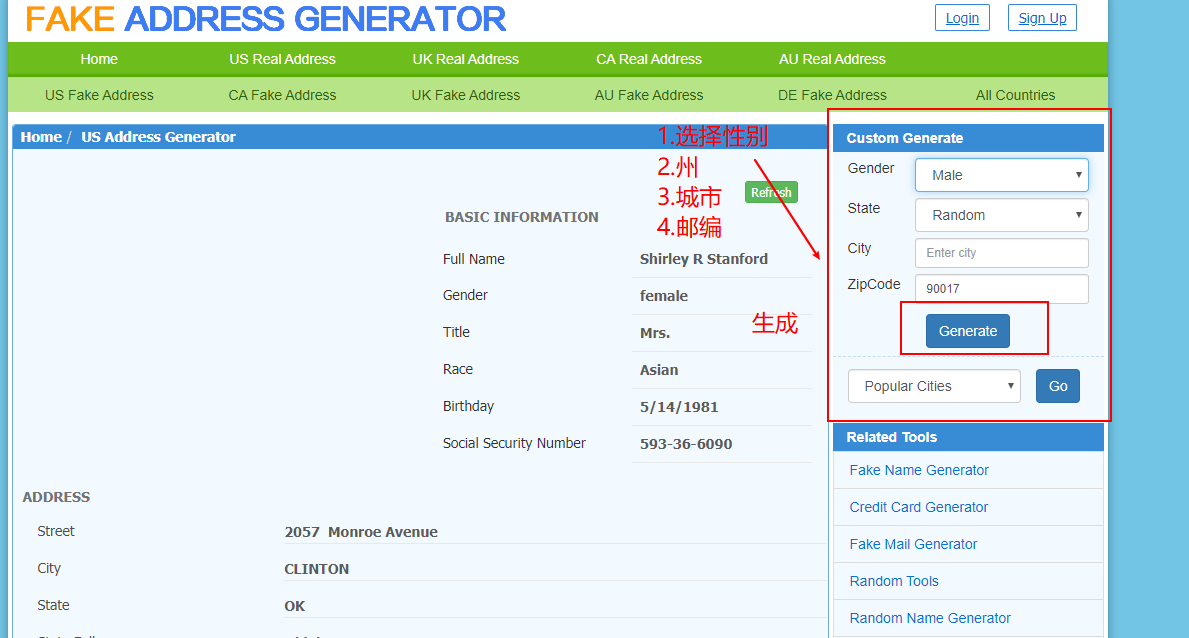 FAKE ADDRESS GENERATOR
Login Sign Up
Home US Real Address UK Real Address CA Real Address AU Real Address
US Fake Address CA Fake Address UK Fake Address AU Fake Address DE Fake Address All Countries
Home / US Address Generator
1.选择性别
2.州
3.城市
4.邮编
Refresh
BASIC INFORMATION
Full Name Shirley R Stanford
Gender female
Title Mrs.
Race Asian
Birthday 5/14/1981
Social Security Number 593-36-6090
生成
ADDRESS
Street 2057 Monroe Avenue
City CLINTON
State OK
Custom Generate
Gender Male
State Random
City Enter city
ZipCode 90017
Generate
Popular Cities Go
Related Tools
Fake Name Generator
Credit Card Generator
Fake Mail Generator
Random Tools
Random Name Generator